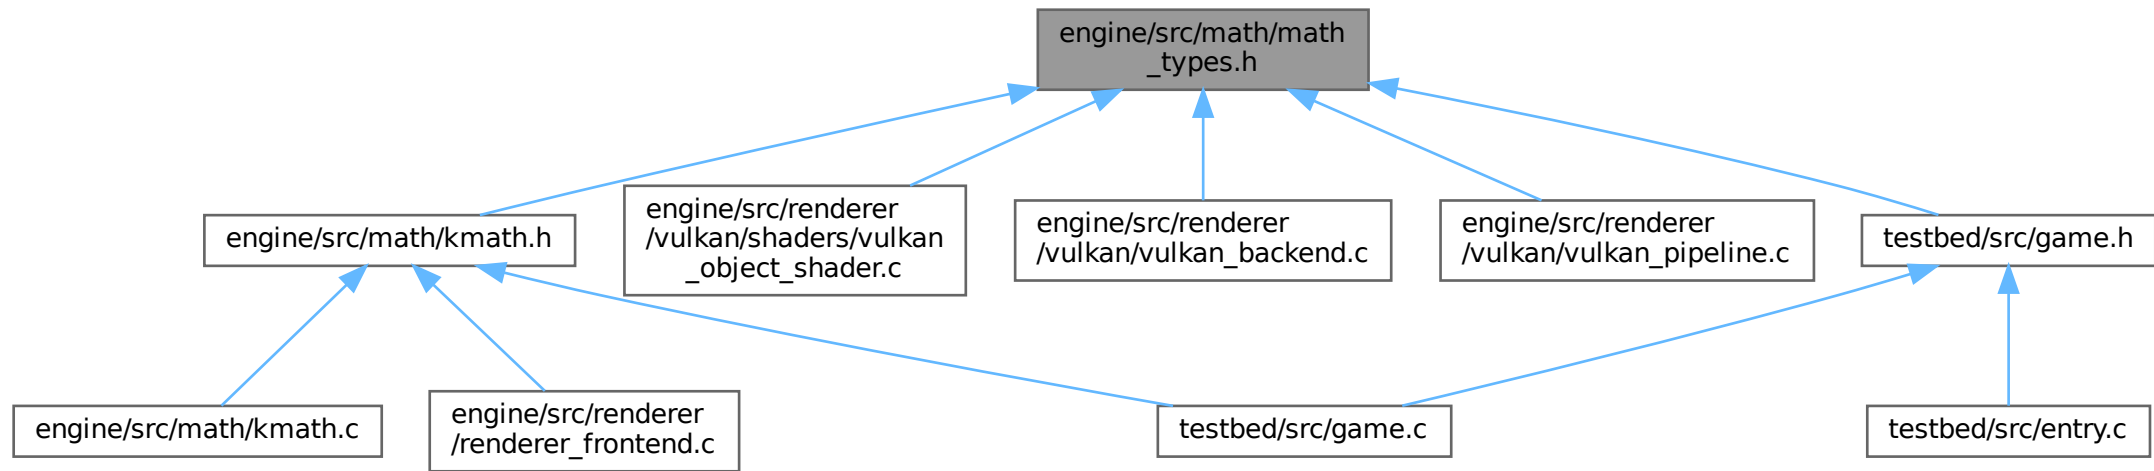 engine/src/math/math
_types.h
engine/src/math/kmath.h
engine/src/renderer
/vulkan/shaders/vulkan
_object_shader.c
engine/src/renderer
/vulkan/vulkan_backend.c
engine/src/renderer
/vulkan/vulkan_pipeline.c
testbed/src/game.h
engine/src/math/kmath.c
engine/src/renderer
/renderer_frontend.c
testbed/src/game.c
testbed/src/entry.c